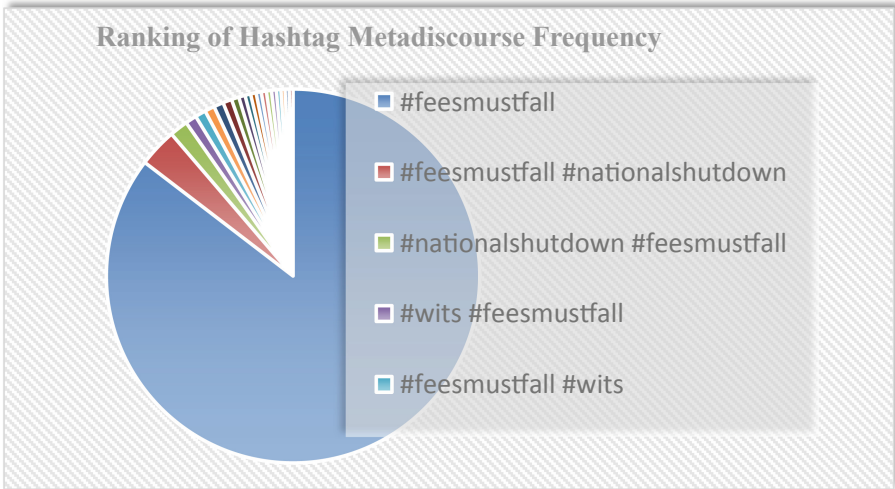 Ranking of Hashtag Metadiscourse Frequency
#feesmustfall
#feesmustfall #nationalshutdown
#nationalshutdown #feesmustfall
#wits #feesmustfall
#feesmustfall #wits